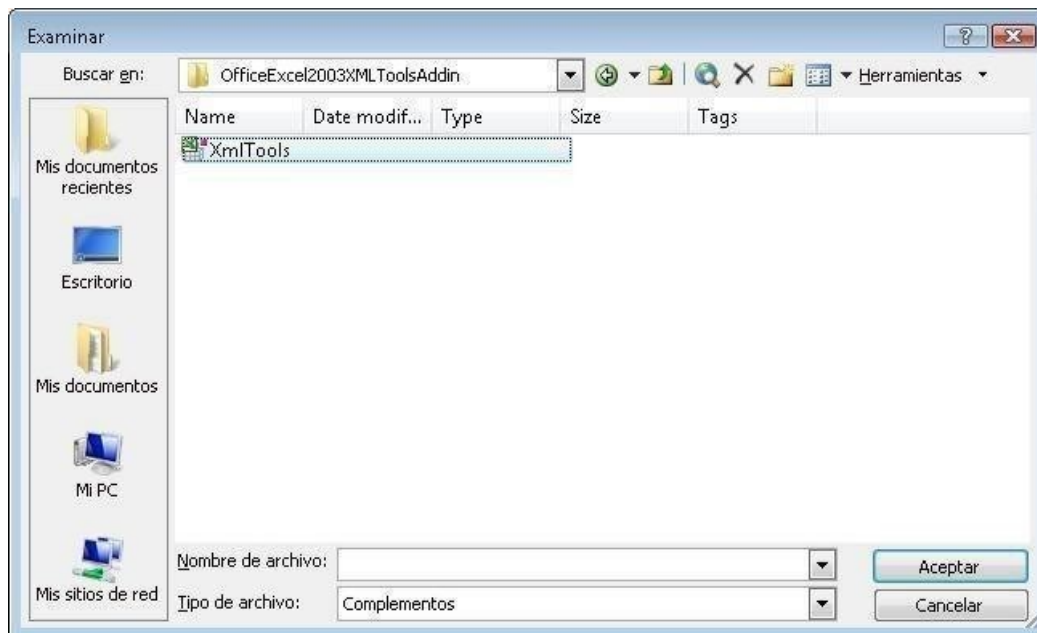 Examinar
Buscar en: OfficeExcel2003XMLToolsAddin Herramientas
Name Date modif... Type Size Tags
XmlTools
Mis documentos
recientes
Escritorio
Mis documentos
Mi PC
Mis sitios de red
Nombre de archivo:
Aceptar
Tipo de archivo: Complementos
Cancelar